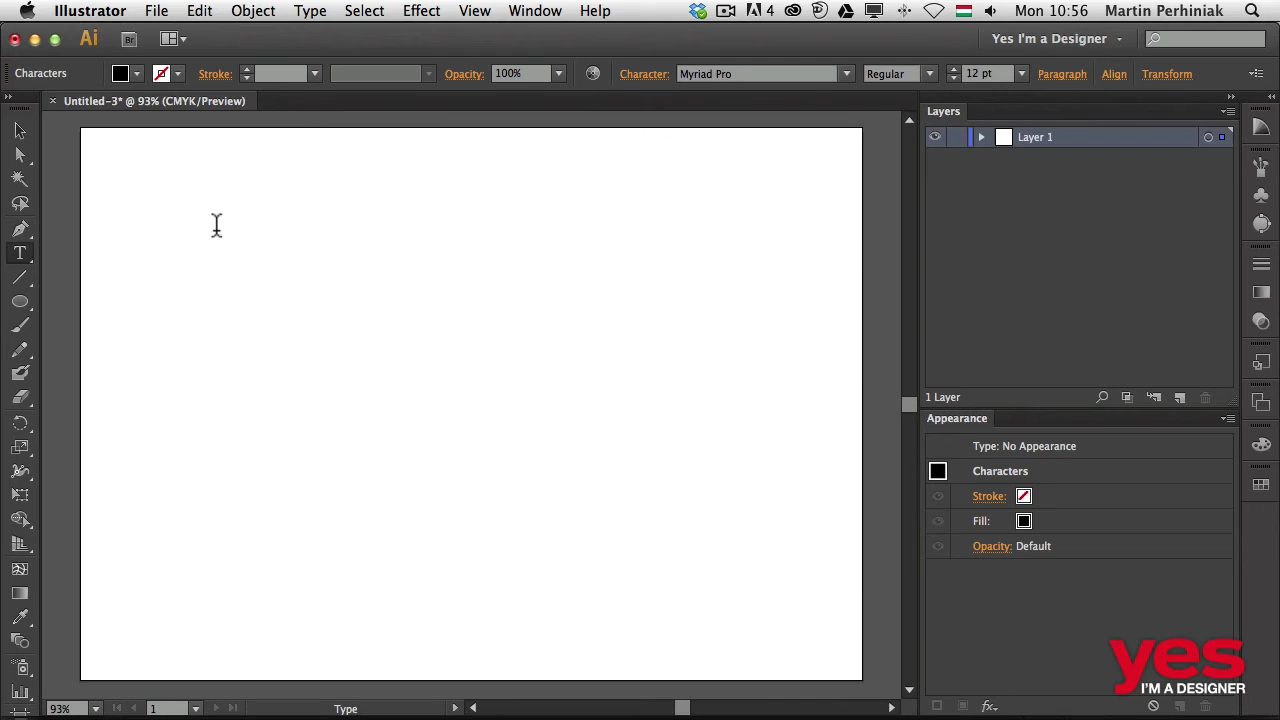 Illustrator File Edit Object Type Select Effect View Window Help 4 Mon 10:56 Martin Perhiniak
Ai Br Yes I'm a Designer
Characters Stroke: Opacity: 100% Character: Myriad Pro Regular 12 pt Paragraph Align Transform
× Untitled-3* @ 93% (CMYK/Preview)
Layers
Layer 1
T
1 Layer
Appearance
Type: No Appearance
Characters
Stroke:
Fill:
Opacity: Default
yes
I'M A DESIGNER
93% 1 Type fx